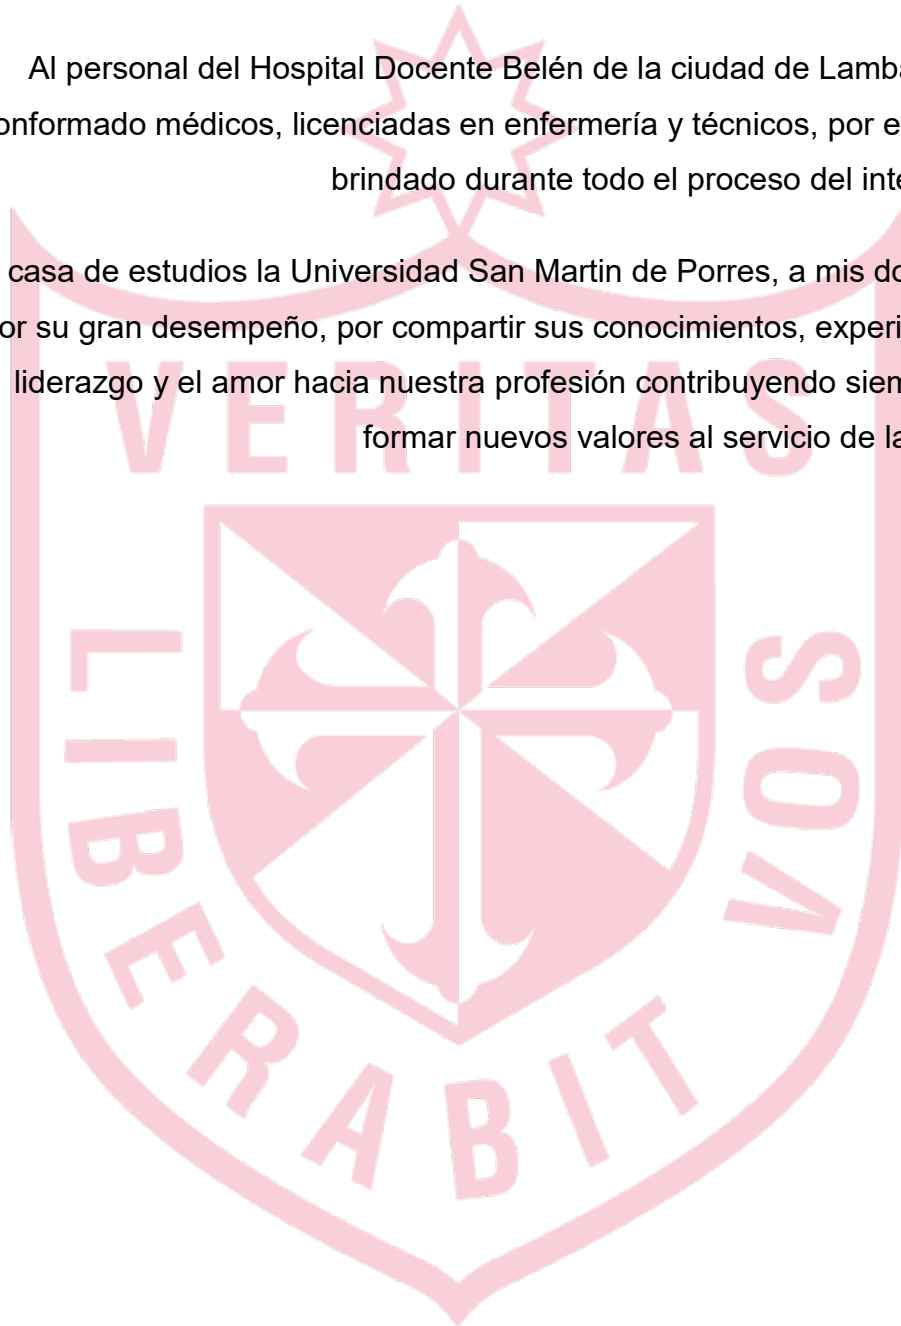 Al personal del Hospital Docente Belén de la ciudad de Lamba
onformado médicos, licenciadas en enfermería y técnicos, por e
brindado durante todo el proceso del inte
casa de estudios la Universidad San Martin de Porres, a mis do
or su gran desempeño, por compartir sus conocimientos, experi
liderazgo y el amor hacia nuestra profesión contribuyendo siem
formar nuevos valores al servicio de la
VERITAS
LIBERABIT
VOS